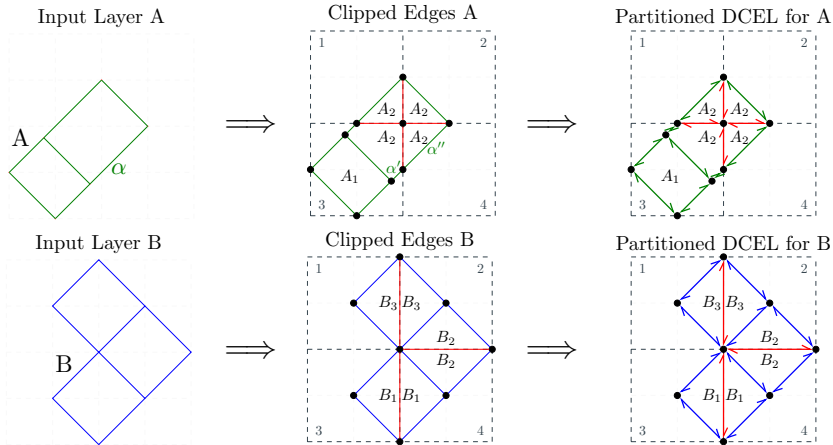 Input Layer A
Clipped Edges A
Partitioned DCEL for A
A
α
⟹
1
2
A₂ A₂
A₂ A₂
α''
α'
A₁
3
4
⟹
1
2
A₂ A₂
A₂ A₂
A₁
3
4
Input Layer B
Clipped Edges B
Partitioned DCEL for B
B
⟹
1
2
B₃ B₃
B₂
B₂
B₁ B₁
3
4
⟹
1
2
B₃ B₃
B₂
B₂
B₁ B₁
3
4